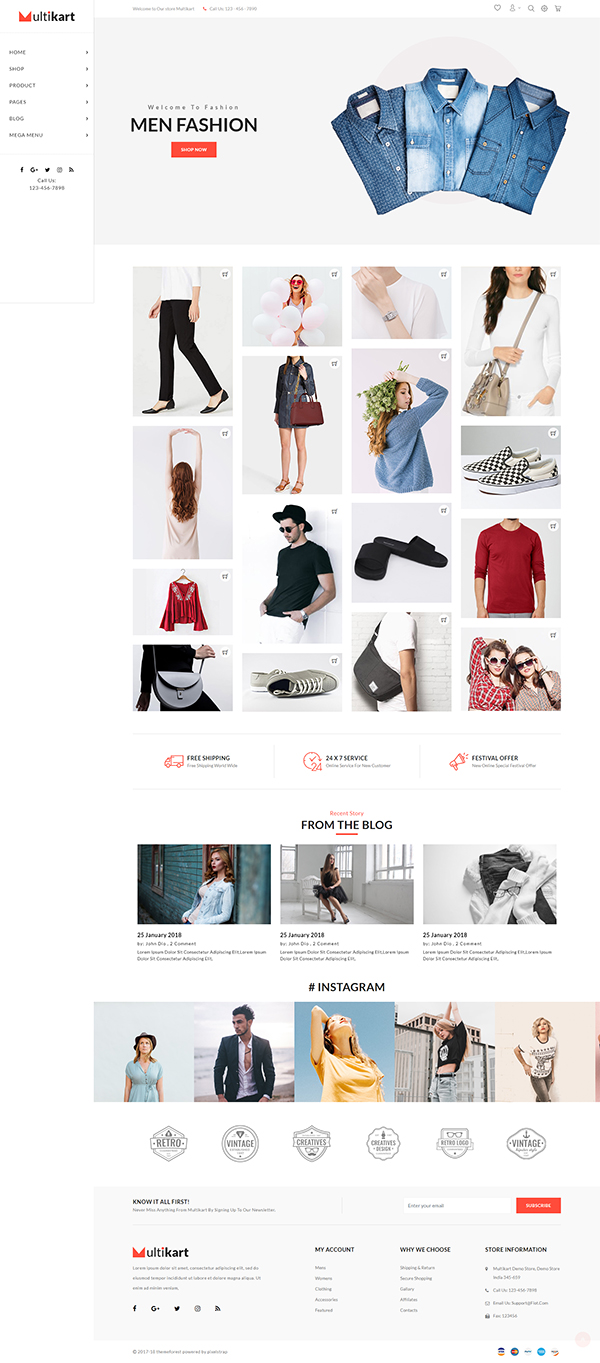 Multikart
HOME
SHOP
PRODUCT
PAGES
BLOG
MEGA MENU
Call Us:
123-456-7898
Welcome to Our store Multikart
Call Us: 123 - 456 - 7890
Welcome To Fashion
MEN FASHION
SHOP NOW
FREE SHIPPING
Free Shipping World Wide
24
24 X 7 SERVICE
Online Service For New Customer
FESTIVAL OFFER
New Online Special Festival Offer
Recent Story
FROM THE BLOG
25 January 2018
by: John Dio , 2 Comment
Lorem Ipsum Dolor Sit Consectetur Adipiscing Elit,Lorem Ipsum
Dolor Sit Consectetur Adipiscing Elit,
25 January 2018
by: John Dio , 2 Comment
Lorem Ipsum Dolor Sit Consectetur Adipiscing Elit,Lorem Ipsum
Dolor Sit Consectetur Adipiscing Elit,
25 January 2018
by: John Dio , 2 Comment
Lorem Ipsum Dolor Sit Consectetur Adipiscing Elit,Lorem Ipsum
Dolor Sit Consectetur Adipiscing Elit,
# INSTAGRAM
RETRO
VINTAGE
CREATIVES
CREATIVES
DESIGN
RETRO LOGO
VINTAGE
KNOW IT ALL FIRST!
Never Miss Anything From Multikart By Signing Up To Our Newsletter.
Enter your email
SUBSCRIBE
Multikart
Lorem ipsum dolor sit amet, consectetur adipiscing elit, sed do
eiusmod tempor incididunt ut labore et dolore magna aliqua. Ut
enim ad minim veniam,
MY ACCOUNT
Mens
Womens
Clothing
Accessories
Featured
WHY WE CHOOSE
Shipping & Return
Secure Shopping
Gallary
Affiliates
Contacts
STORE INFORMATION
Multikart Demo Store, Demo Store
India 345-659
Call Us: 123-456-7898
Email Us: Support@Fiot.Com
Fax: 123456
© 2017-18 themeforest powered by pixelstrap